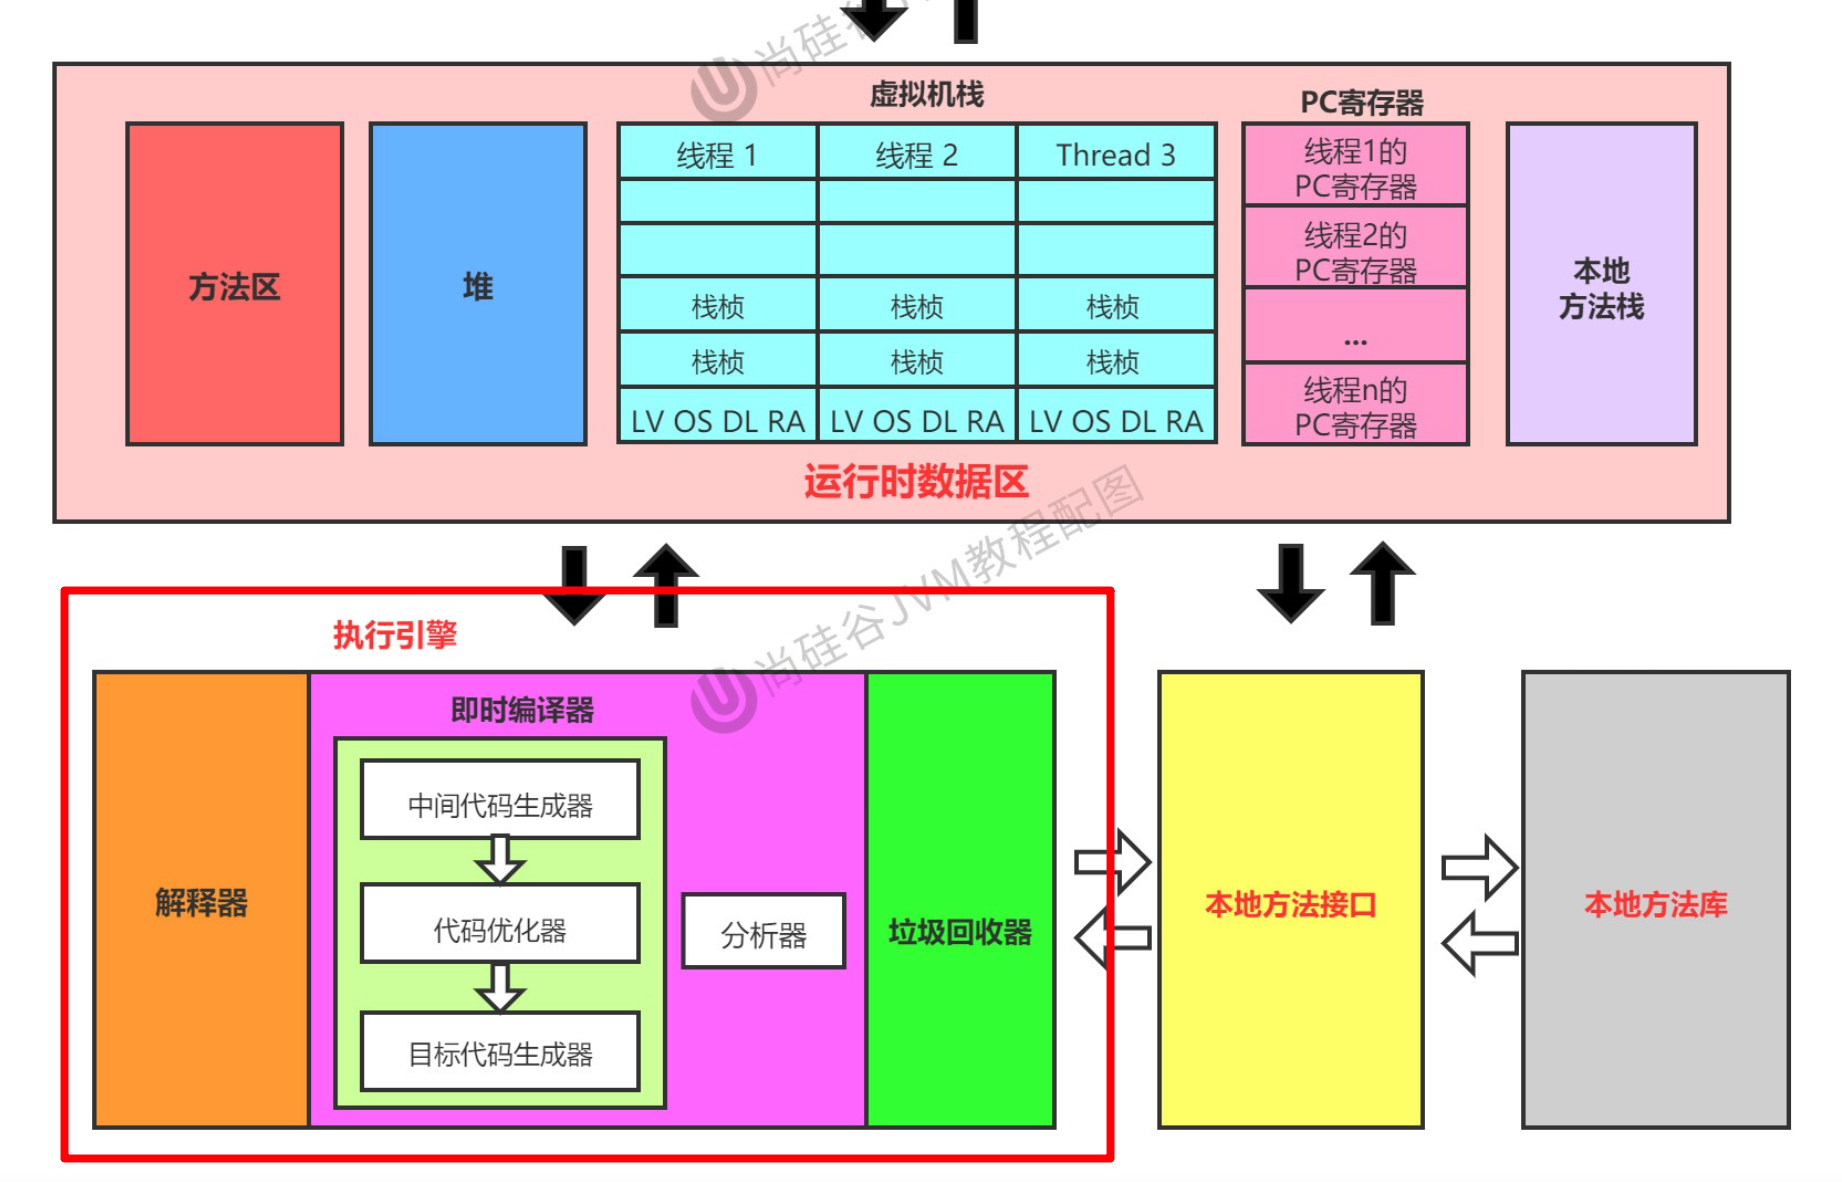 尚硅谷J
虚拟机栈
PC寄存器
方法区
堆
线程 1
线程 2
Thread 3
栈桢
栈桢
栈桢
栈桢
栈桢
栈桢
LV OS DL RA
LV OS DL RA
LV OS DL RA
线程1的
PC寄存器
线程2的
PC寄存器
...
线程n的
PC寄存器
本地
方法栈
运行时数据区
尚硅谷JVM教程配图
执行引擎
解释器
即时编译器
中间代码生成器
代码优化器
目标代码生成器
分析器
垃圾回收器
本地方法接口
本地方法库